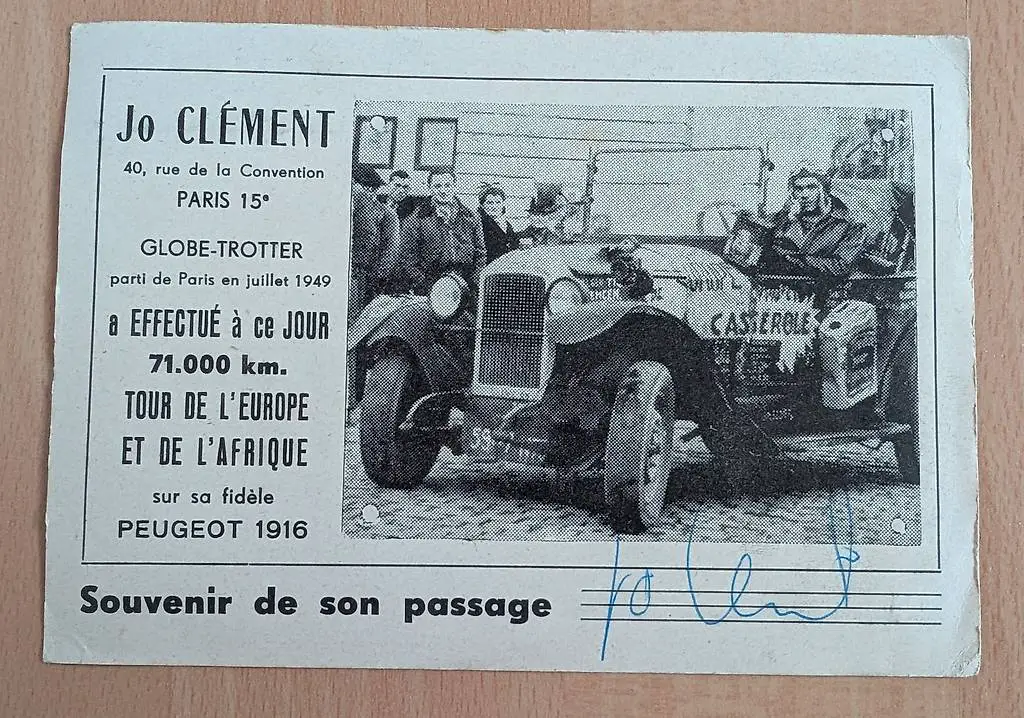 Jo CLÉMENT
40, rue de la Convention
PARIS 15e
GLOBE-TROTTER
parti de Paris en juillet 1949
a EFFECTUÉ à ce JOUR
71.000 km.
TOUR DE L'EUROPE
ET DE L'AFRIQUE
sur sa fidèle
PEUGEOT 1916
CASSEROLE
Souvenir de son passage
Jo Clément